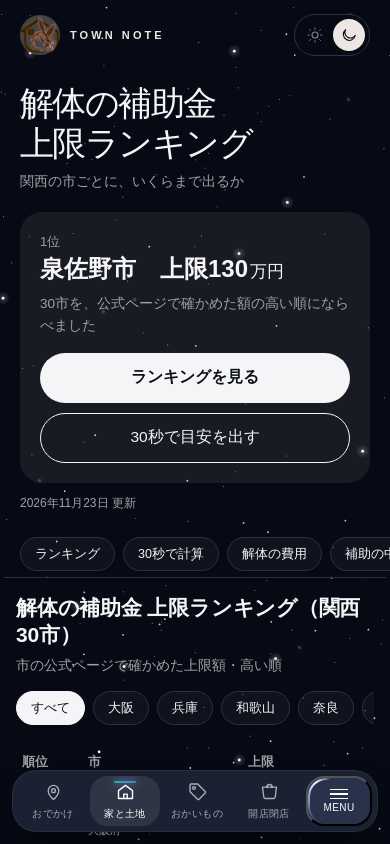 TOWN NOTE
解体の補助金
上限ランキング
関西の市ごとに、いくらまで出るか
1位
泉佐野市　上限130万円
30市を、公式ページで確かめた額の高い順になら
べました
ランキングを見る
30秒で目安を出す
2026年11月23日 更新
ランキング 30秒で計算 解体の費用 補助の
解体の補助金 上限ランキング（関西
30市）
市の公式ページで確かめた上限額・高い順
すべて 大阪 兵庫 和歌山 奈良
順位 市 上限
おでかけ 家と土地 おかいもの 開店閉店 MENU